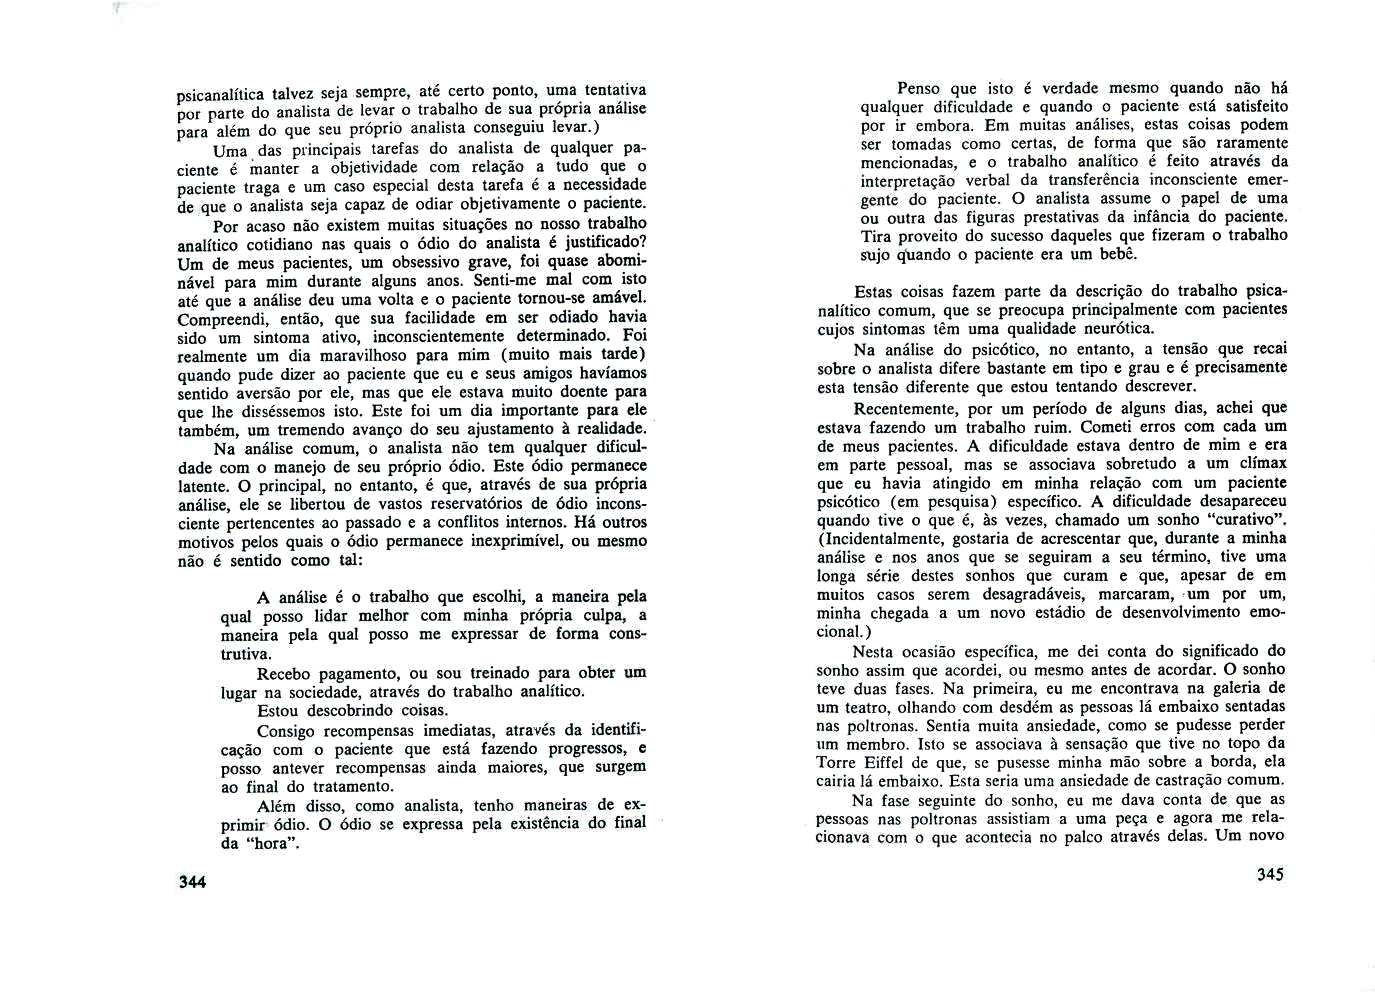 psicanalítica talvez seja sempre, até certo ponto, uma tentativa
por parte do analista de levar o trabalho de sua própria análise
para além do que seu próprio analista conseguiu levar.)
Uma das principais tarefas do analista de qualquer pa-
ciente é manter a objetividade com relação a tudo que o
paciente traga e um caso especial desta tarefa é a necessidade
de que o analista seja capaz de odiar objetivamente o paciente.
Por acaso não existem muitas situações no nosso trabalho
analítico cotidiano nas quais o ódio do analista é justificado?
Um de meus pacientes, um obsessivo grave, foi quase abomi-
nável para mim durante alguns anos. Senti-me mal com isto
até que a análise deu uma volta e o paciente tornou-se amável.
Compreendi, então, que sua facilidade em ser odiado havia
sido um sintoma ativo, inconscientemente determinado. Foi
realmente um dia maravilhoso para mim (muito mais tarde)
quando pude dizer ao paciente que eu e seus amigos havíamos
sentido aversão por ele, mas que ele estava muito doente para
que lhe disséssemos isto. Este foi um dia importante para ele
também, um tremendo avanço do seu ajustamento à realidade.
Na análise comum, o analista não tem qualquer dificul-
dade com o manejo de seu próprio ódio. Este ódio permanece
latente. O principal, no entanto, é que, através de sua própria
análise, ele se libertou de vastos reservatórios de ódio incons-
ciente pertencentes ao passado e a conflitos internos. Há outros
motivos pelos quais o ódio permanece inexprimível, ou mesmo
não é sentido como tal:
A análise é o trabalho que escolhi, a maneira pela
qual posso lidar melhor com minha própria culpa, a
maneira pela qual posso me expressar de forma cons-
trutiva.
Recebo pagamento, ou sou treinado para obter um
lugar na sociedade, através do trabalho analítico.
Estou descobrindo coisas.
Consigo recompensas imediatas, através da identifi-
cação com o paciente que está fazendo progressos, e
posso antever recompensas ainda maiores, que surgem
ao final do tratamento.
Além disso, como analista, tenho maneiras de ex-
primir ódio. O ódio se expressa pela existência do final
da “hora”.
344
Penso que isto é verdade mesmo quando não há
qualquer dificuldade e quando o paciente está satisfeito
por ir embora. Em muitas análises, estas coisas podem
ser tomadas como certas, de forma que são raramente
mencionadas, e o trabalho analítico é feito através da
interpretação verbal da transferência inconsciente emer-
gente do paciente. O analista assume o papel de uma
ou outra das figuras prestativas da infância do paciente.
Tira proveito do sucesso daqueles que fizeram o trabalho
sujo quando o paciente era um bebê.
Estas coisas fazem parte da descrição do trabalho psica-
nalítico comum, que se preocupa principalmente com pacientes
cujos sintomas têm uma qualidade neurótica.
Na análise do psicótico, no entanto, a tensão que recai
sobre o analista difere bastante em tipo e grau e é precisamente
esta tensão diferente que estou tentando descrever.
Recentemente, por um período de alguns dias, achei que
estava fazendo um trabalho ruim. Cometi erros com cada um
de meus pacientes. A dificuldade estava dentro de mim e era
em parte pessoal, mas se associava sobretudo a um clímax
que eu havia atingido em minha relação com um paciente
psicótico (em pesquisa) específico. A dificuldade desapareceu
quando tive o que é, às vezes, chamado um sonho “curativo”.
(Incidentalmente, gostaria de acrescentar que, durante a minha
análise e nos anos que se seguiram a seu término, tive uma
longa série destes sonhos que curam e que, apesar de em
muitos casos serem desagradáveis, marcaram, um por um,
minha chegada a um novo estádio de desenvolvimento emo-
cional.)
Nesta ocasião específica, me dei conta do significado do
sonho assim que acordei, ou mesmo antes de acordar. O sonho
teve duas fases. Na primeira, eu me encontrava na galeria de
um teatro, olhando com desdém as pessoas lá embaixo sentadas
nas poltronas. Sentia muita ansiedade, como se pudesse perder
um membro. Isto se associava à sensação que tive no topo da
Torre Eiffel de que, se pusesse minha mão sobre a borda, ela
cairia lá embaixo. Esta seria uma ansiedade de castração comum.
Na fase seguinte do sonho, eu me dava conta de que as
pessoas nas poltronas assistiam a uma peça e agora me rela-
cionava com o que acontecia no palco através delas. Um novo
345